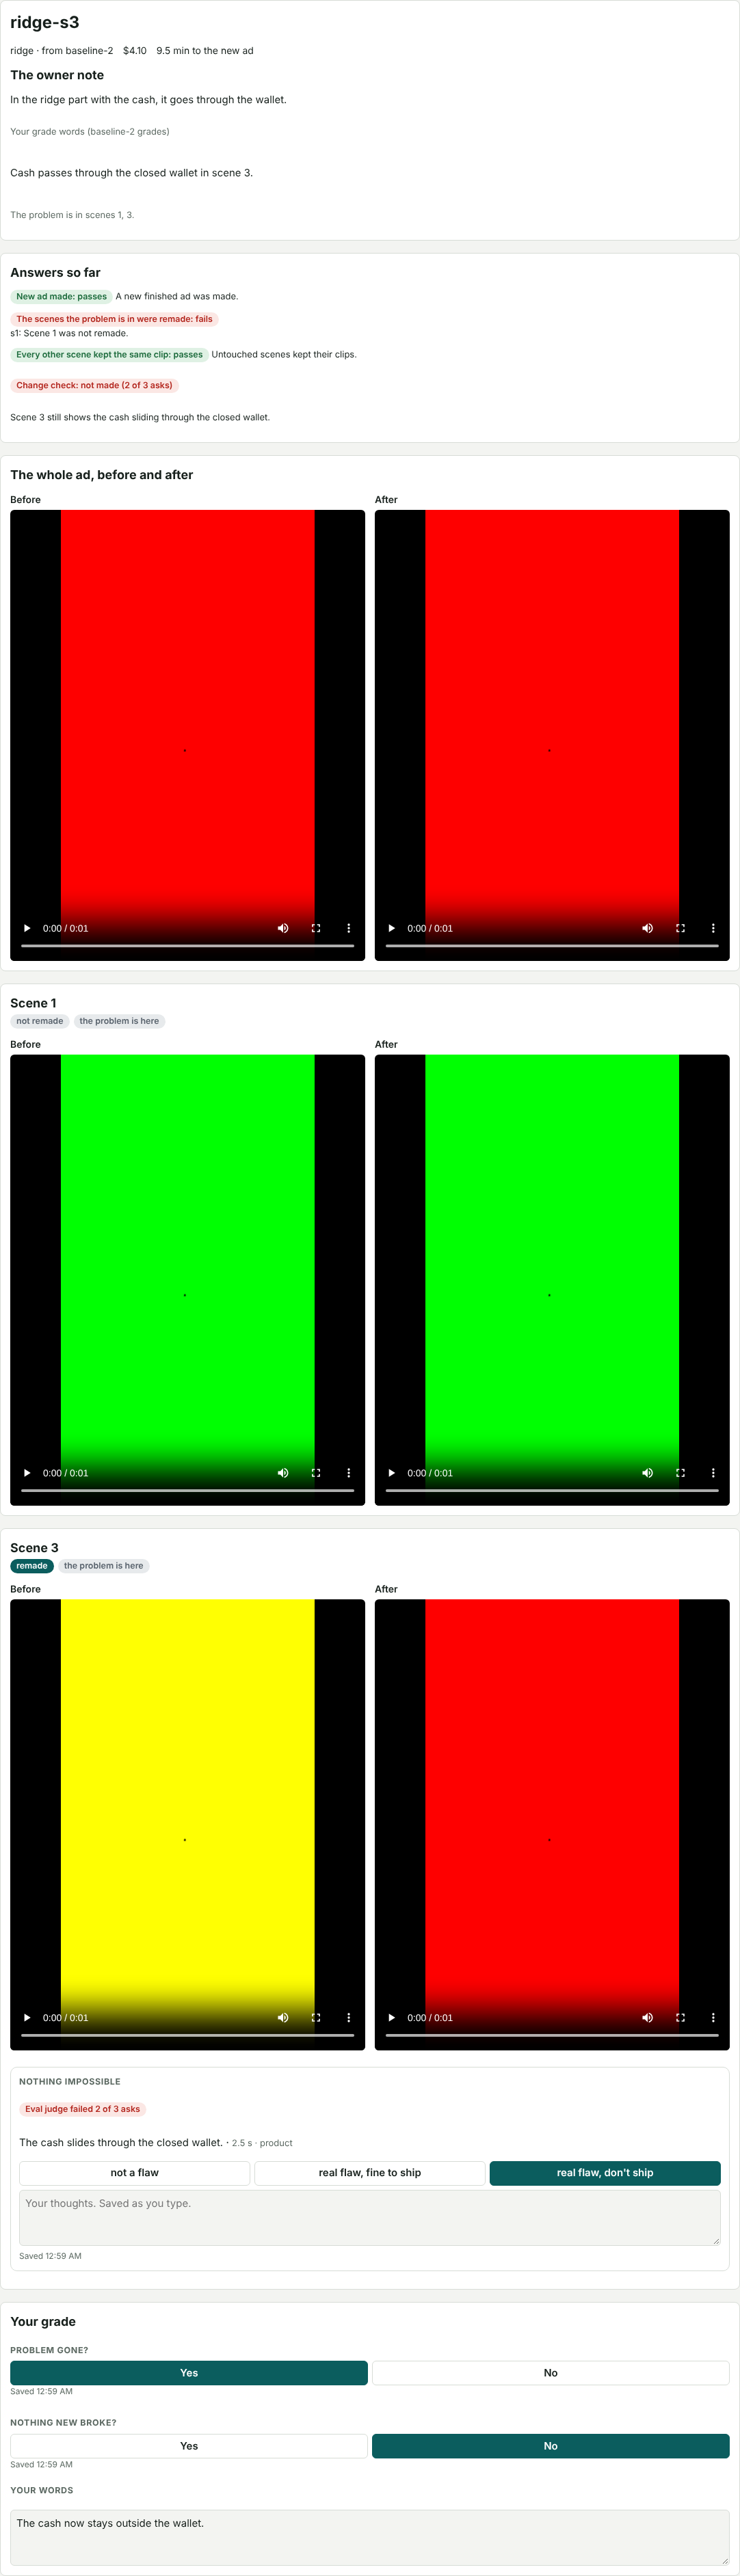 ridge-s3
ridge · from baseline-2 $4.10 9.5 min to the new ad
The owner note
In the ridge part with the cash, it goes through the wallet.
Your grade words (baseline-2 grades)
Cash passes through the closed wallet in scene 3.
The problem is in scenes 1, 3.
Answers so far
New ad made: passes A new finished ad was made.
The scenes the problem is in were remade: fails
s1: Scene 1 was not remade.
Every other scene kept the same clip: passes Untouched scenes kept their clips.
Change check: not made (2 of 3 asks)
Scene 3 still shows the cash sliding through the closed wallet.
The whole ad, before and after
Before After
0:00 / 0:01 0:00 / 0:01
Scene 1
not remade the problem is here
Before After
0:00 / 0:01 0:00 / 0:01
Scene 3
remade the problem is here
Before After
0:00 / 0:01 0:00 / 0:01
NOTHING IMPOSSIBLE
Eval judge failed 2 of 3 asks
The cash slides through the closed wallet. · 2.5 s · product
not a flaw real flaw, fine to ship real flaw, don't ship
Your thoughts. Saved as you type.
Saved 12:59 AM
Your grade
PROBLEM GONE?
Yes No
Saved 12:59 AM
NOTHING NEW BROKE?
Yes No
Saved 12:59 AM
YOUR WORDS
The cash now stays outside the wallet.